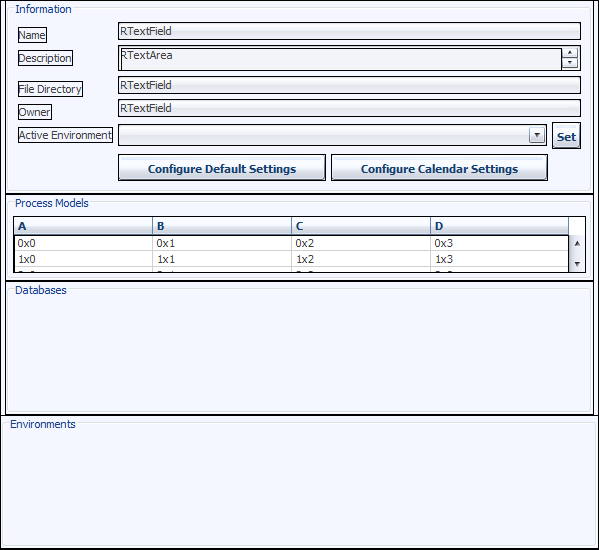 Information
Name RTextField
Description RTextArea
File Directory RTextField
Owner RTextField
Active Environment Set
Configure Default Settings Configure Calendar Settings
Process Models
A B C D
0x0 0x1 0x2 0x3
1x0 1x1 1x2 1x3
Databases
Environments